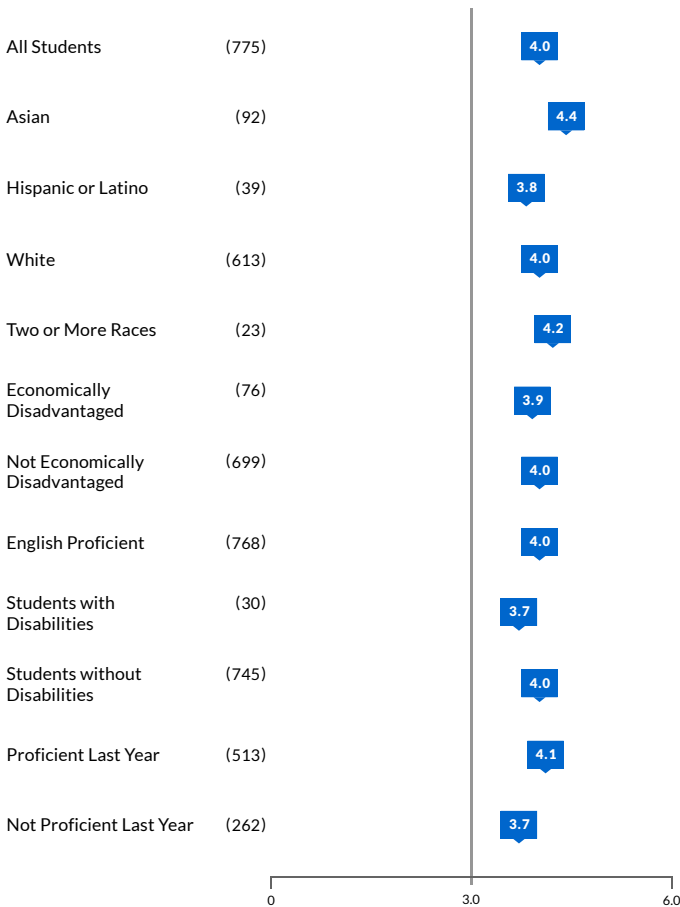 All Students (775) 4.0
Asian (92) 4.4
Hispanic or Latino (39) 3.8
White (613) 4.0
Two or More Races (23) 4.2
Economically (76) 3.9
Disadvantaged
Not Economically (699) 4.0
Disadvantaged
English Proficient (768) 4.0
Students with (30) 3.7
Disabilities
Students without (745) 4.0
Disabilities
Proficient Last Year (513) 4.1
Not Proficient Last Year (262) 3.7
0 3.0 6.0